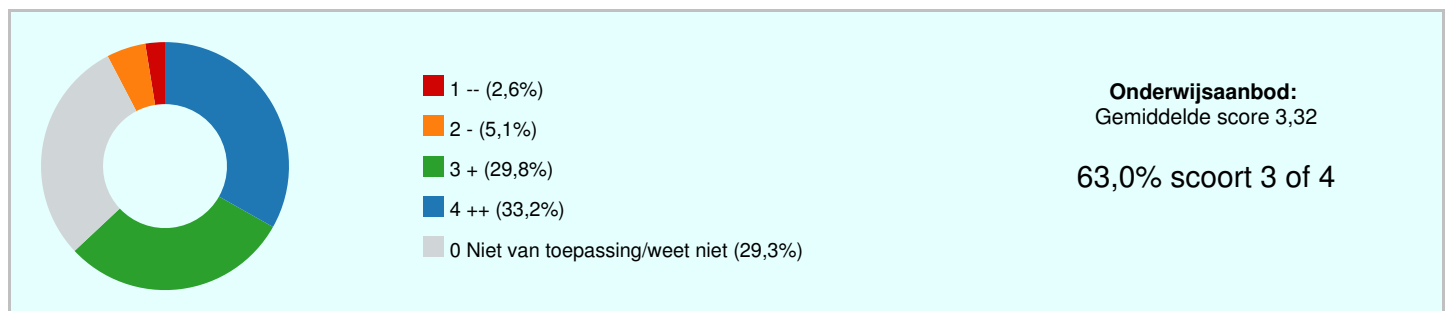 1 -- (2,6%)
2 - (5,1%)
3 + (29,8%)
4 ++ (33,2%)
0 Niet van toepassing/weet niet (29,3%)
Onderwijsaanbod:
Gemiddelde score 3,32
63,0% scoort 3 of 4